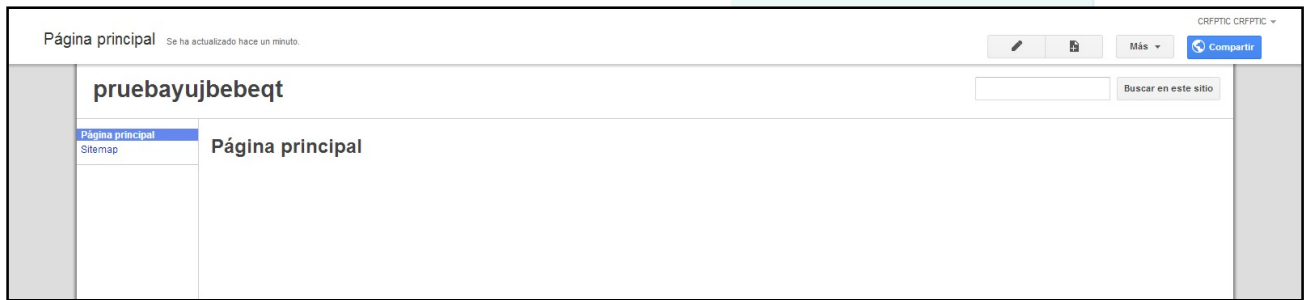 CRFPTIC CRFPTIC
Página principal Se ha actualizado hace un minuto.
Más Compartir
pruebayujbebeqt
Buscar en este sitio
Página principal
Sitemap
Página principal